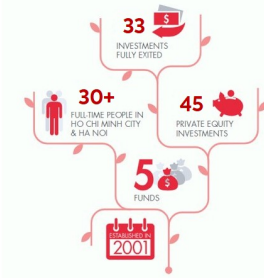 33
INVESTMENTS
FULLY EXITED
30+
FULL-TIME PEOPLE IN
HO CHI MINH CITY
& HA NOI
45
PRIVATE EQUITY
INVESTMENTS
5
$
FUNDS
ESTABLISHED IN
2001